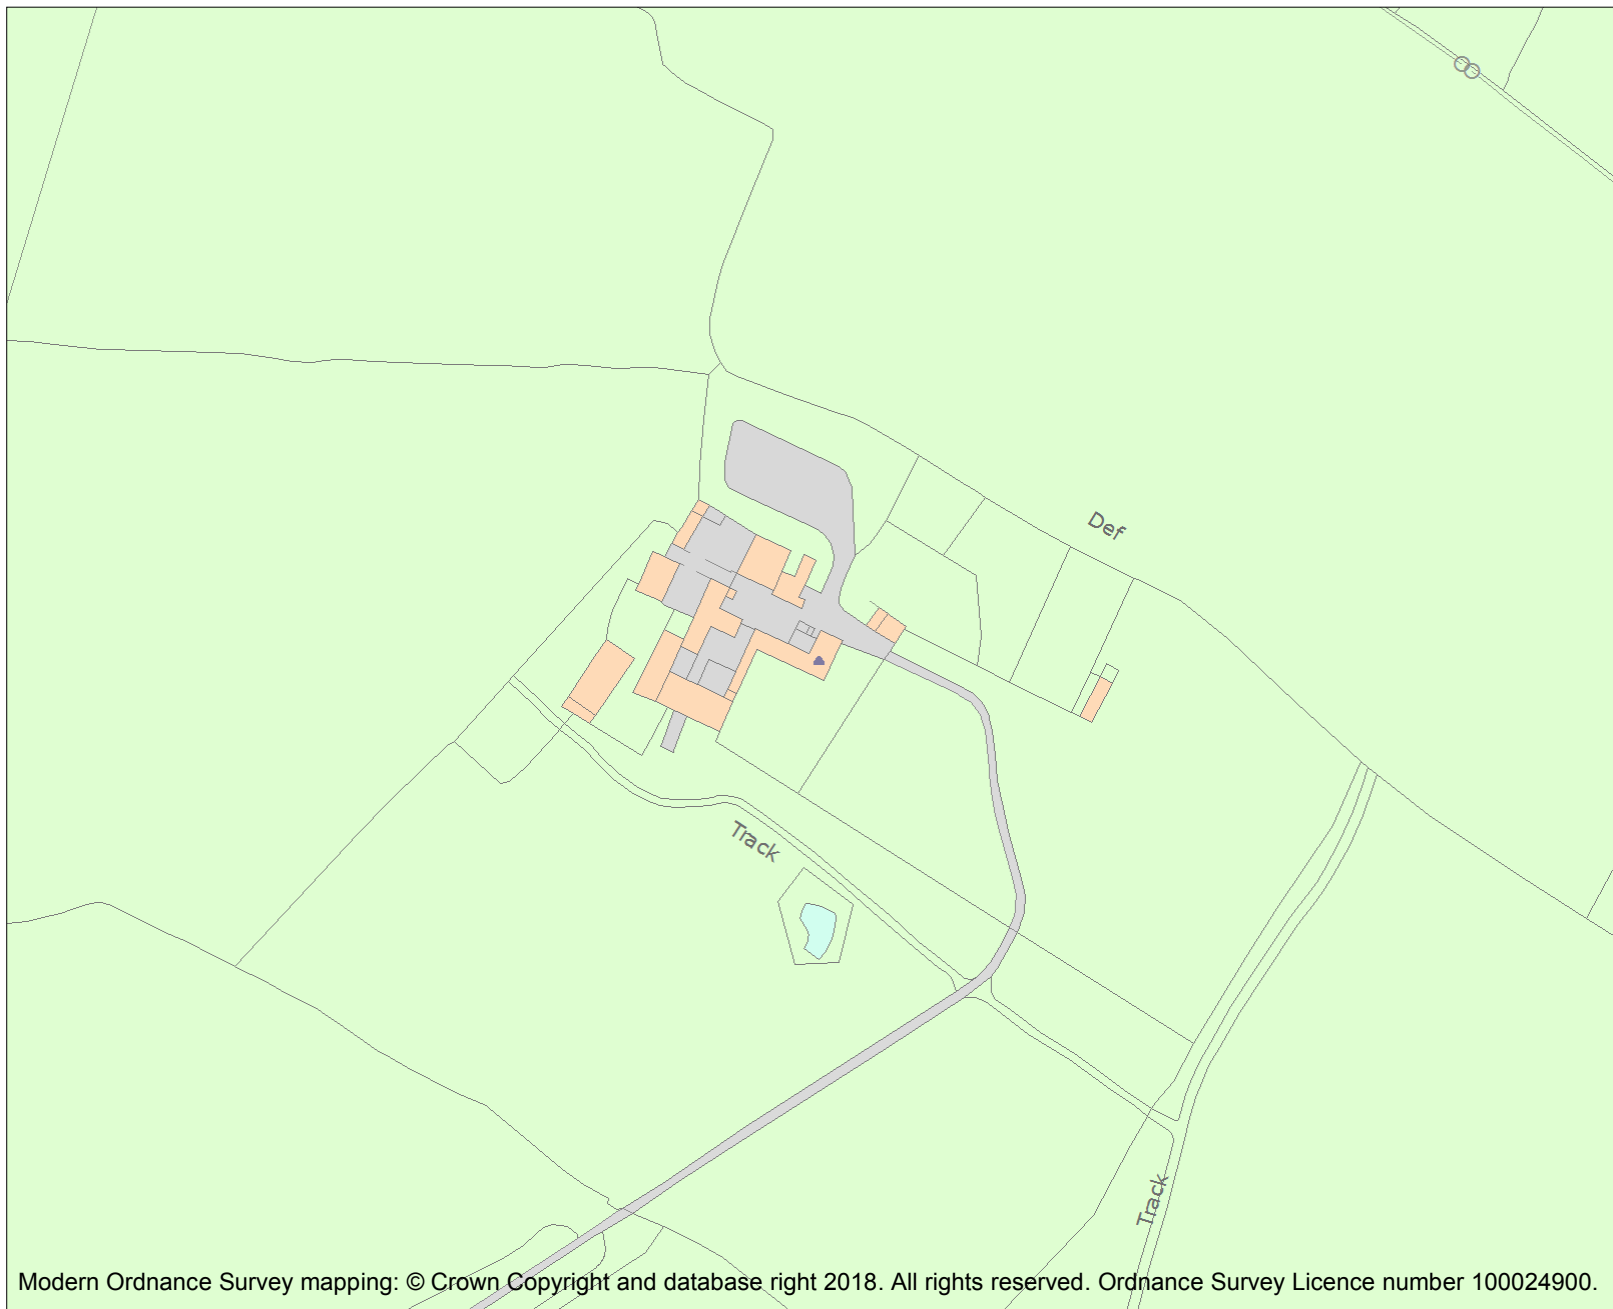 Def
Track
Track
Modern Ordnance Survey mapping: © Crown Copyright and database right 2018. All rights reserved. Ordnance Survey Licence number 100024900.